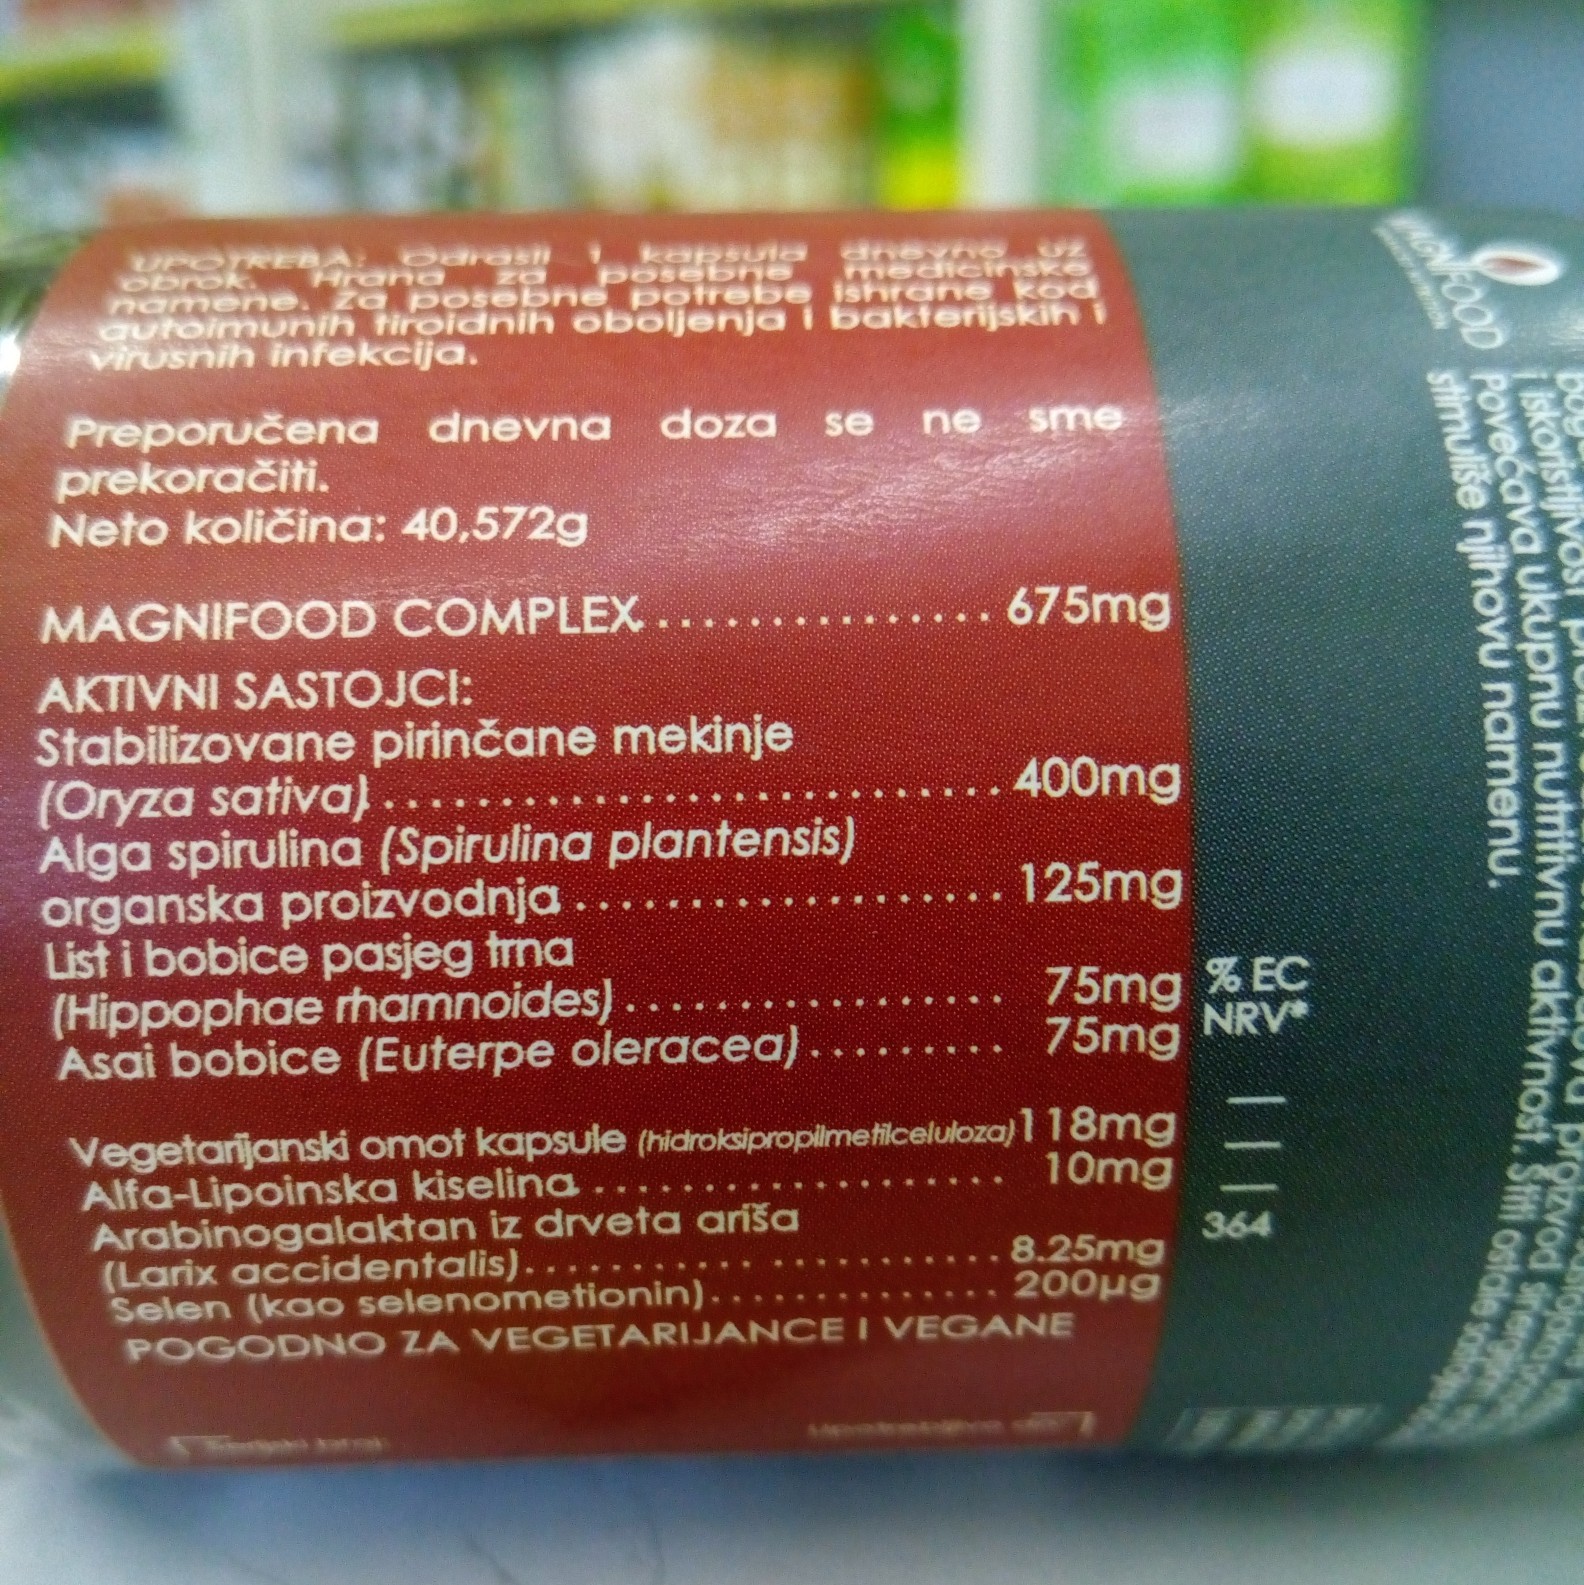 UPOTREBA: Odrasli 1 kapsula dnevno uz
obrok. Hrana za posebne medicinske
namene. Za posebne potrebe ishrane kod
autoimunih tiroidnih oboljenja i bakterijskih i
virusnih infekcija.
Preporučena dnevna doza se ne sme
prekoračiti.
Neto količina: 40,572g
MAGNIFOOD COMPLEX............... 675mg
AKTIVNI SASTOJCI:
Stabilizovane pirinčane mekinje
(Oryza sativa)............................ 400mg
Alga spirulina (Spirulina plantensis)
organska proizvodnja................... 125mg
List i bobice pasjeg trna
(Hippophae rhamnoides)................ 75mg
Asai bobice (Euterpe oleracea)......... 75mg
Vegetarijanski omot kapsule (hidroksipropilmetilceluloza)118mg
Alfa-Lipoinska kiselina.................. 10mg
Arabinogalaktan iz drveta ariša
(Larix accidentalis)..................... 8.25mg
Selen (kao selenometionin).............. 200µg
POGODNO ZA VEGETARIJANCE I VEGANE
% EC
NRV*
—
—
—
364
MAGNIFOOD
i iskoristljivost
Povećava ukupnu nutritivnu aktivnost. Štiti ostale
stimuliše njihovu namenu.